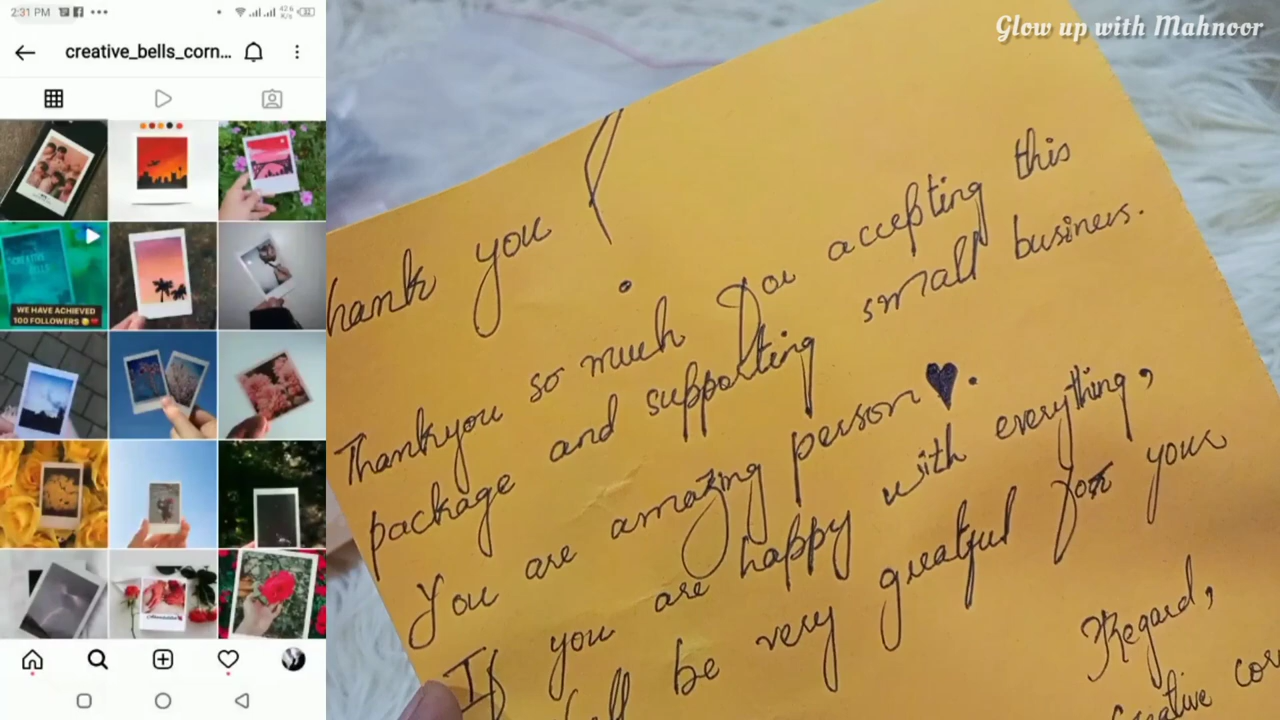 2:31 PM
creative_bells_corn...
WE HAVE ACHIEVED
100 FOLLOWERS
Glow up with Mahnoor
hank you !
Thankyou so much for accepting this
package and supporting small business.
You are amazing person ♥.
If you are happy with everything,
be very greatful for your
Regard,
creative cor